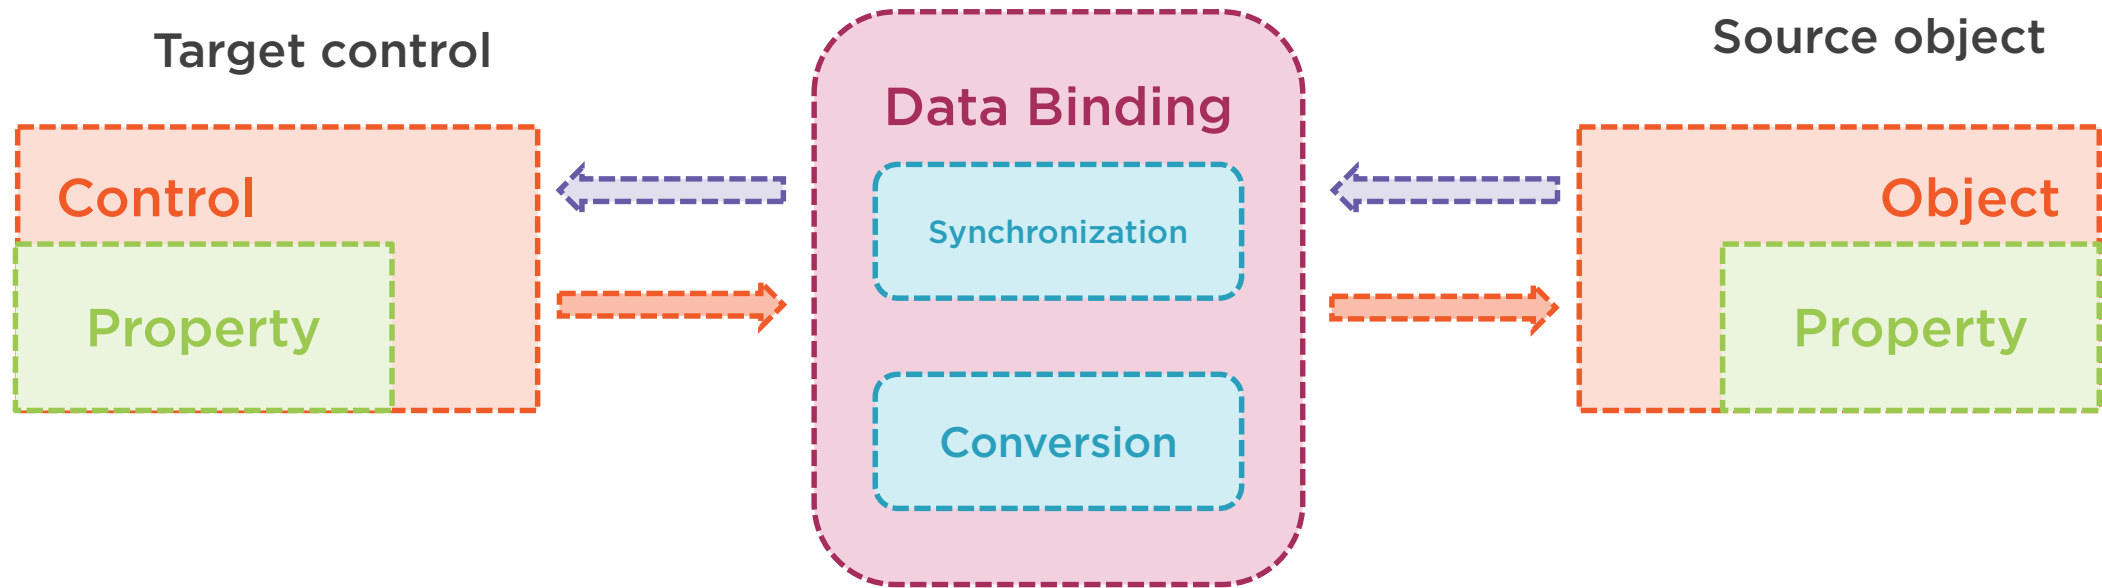 Target control
Source object
Data Binding
Control
Synchronization
Object
Property
Property
Conversion